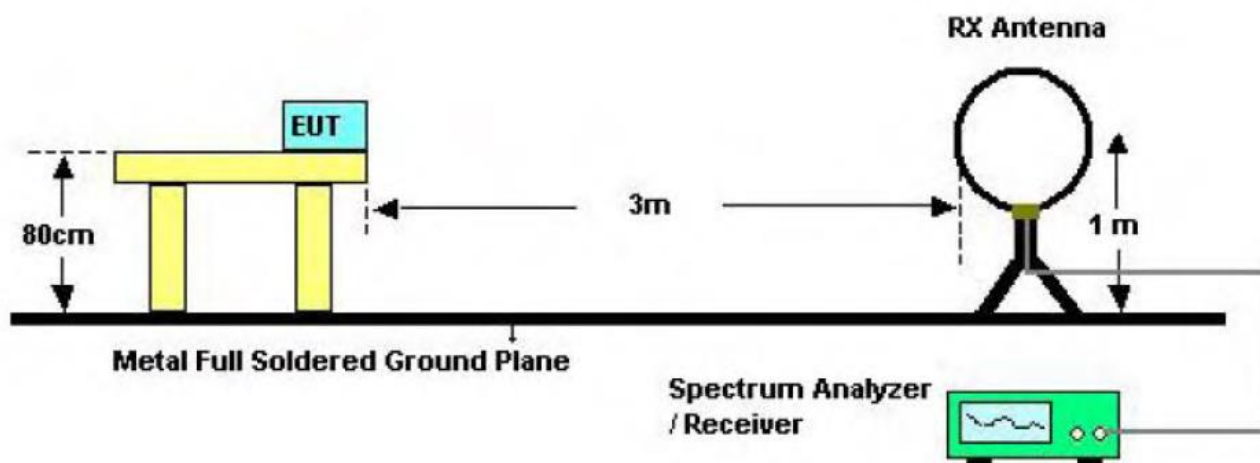 RX Antenna
EUT
3m
80cm
1 m
Metal Full Soldered Ground Plane
Spectrum Analyzer
/ Receiver